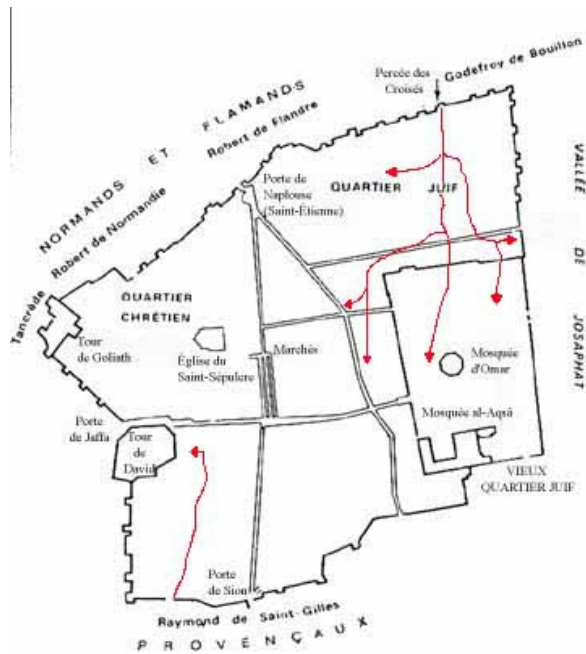 Godefroy de Bouillon
Percée des
Croisés
NORMANDS ET FLAMANDS
Robert de Flandre
Robert de Normandie
Tancrède
VALLÉE
DE
JOSAPHAT
Porte de
Naplouse
(Saint-Étienne)
QUARTIER JUIF
QUARTIER
CHRÉTIEN
Tour
de Goliath
Église du
Saint-Sépulcre
Marchés
Mosquée
d'Omar
Porte
de Jaffa
Tour
de
David
Mosquée al-Aqsâ
VIEUX
QUARTIER JUIF
Porte
de Sion
Raymond de Saint-Gilles
PROVENÇAUX